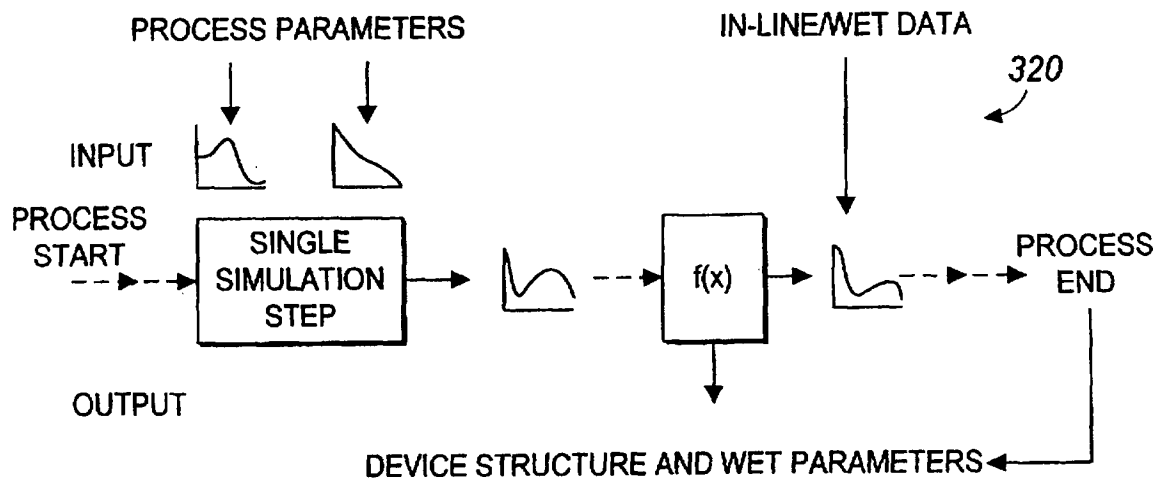 PROCESS PARAMETERS
IN-LINE/WET DATA
320
INPUT
PROCESS
START
SINGLE
SIMULATION
STEP
f(x)
PROCESS
END
OUTPUT
DEVICE STRUCTURE AND WET PARAMETERS